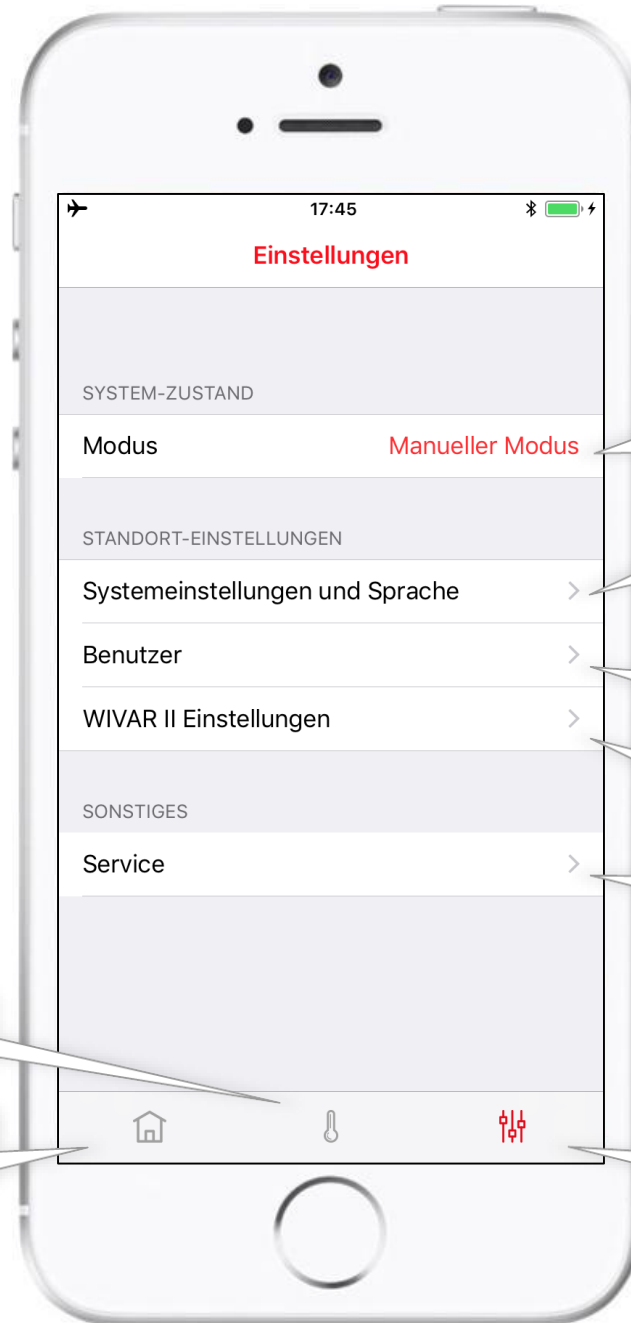 17:45
Einstellungen
SYSTEM-ZUSTAND
Modus Manueller Modus
STANDORT-EINSTELLUNGEN
Systemeinstellungen und Sprache
Benutzer
WIVAR II Einstellungen
SONSTIGES
Service